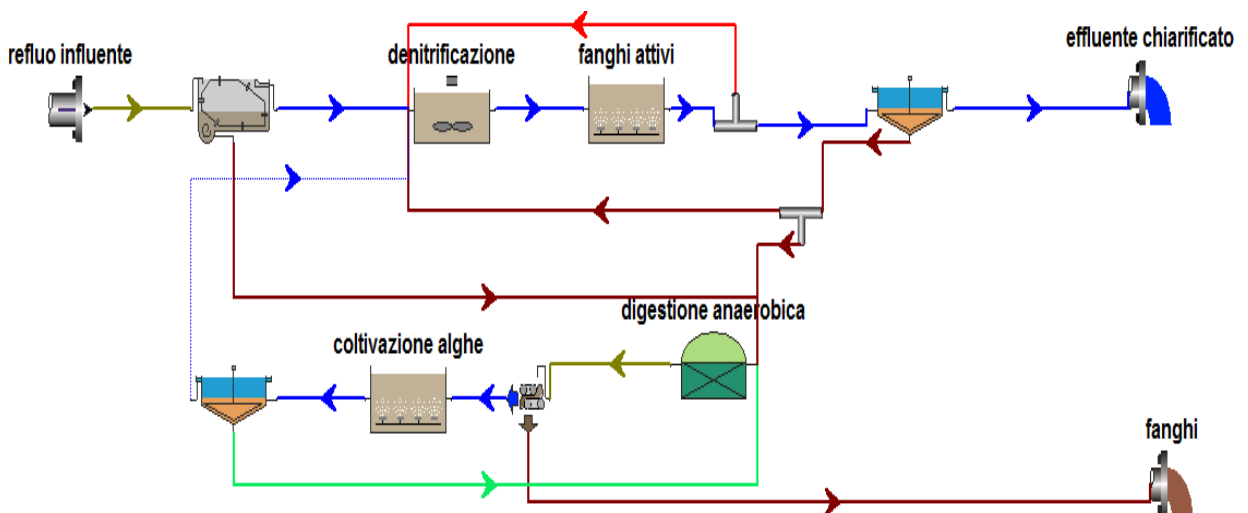 refluo influente
denitrificazione
fanghi attivi
effluente chiarificato
digestione anaerobica
coltivazione alghe
fanghi